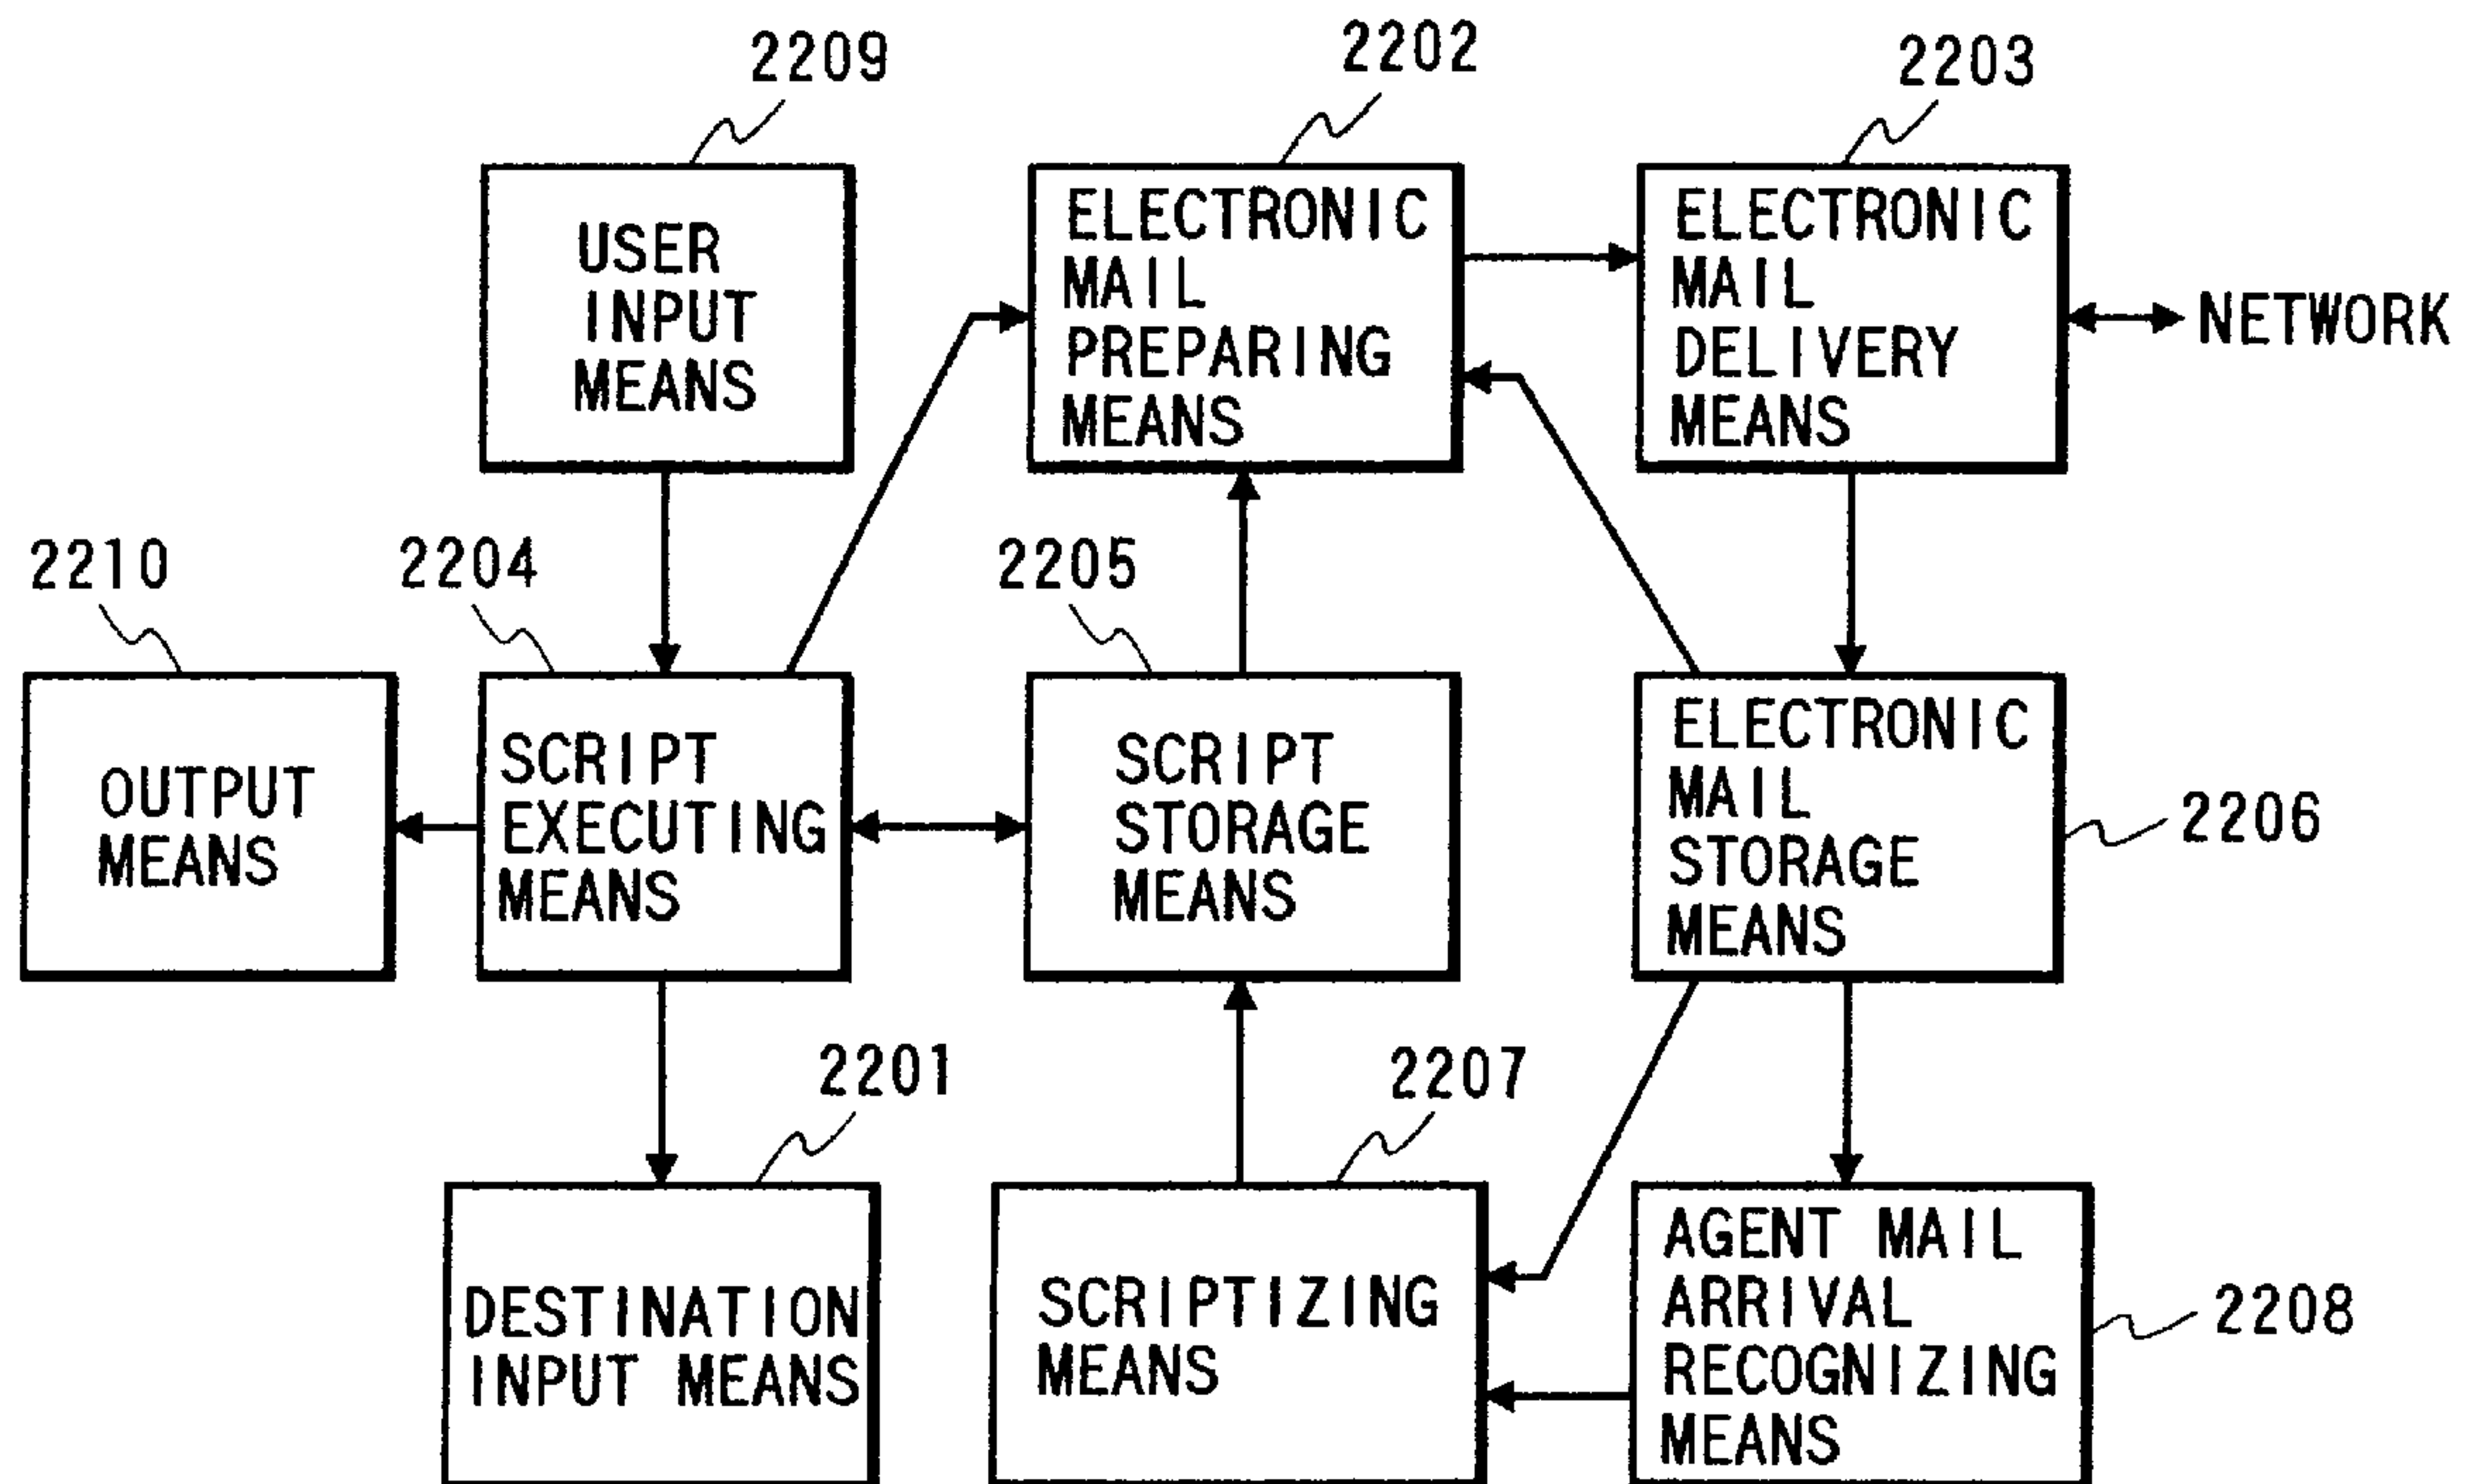 2209
2202
2203
USER
INPUT
MEANS
ELECTRONIC
MAIL
PREPARING
MEANS
ELECTRONIC
MAIL
DELIVERY
MEANS
NETWORK
2210
2204
2205
OUTPUT
MEANS
SCRIPT
EXECUTING
MEANS
SCRIPT
STORAGE
MEANS
ELECTRONIC
MAIL
STORAGE
MEANS
2206
2201
2207
DESTINATION
INPUT MEANS
SCRIPTIZING
MEANS
AGENT MAIL
ARRIVAL
RECOGNIZING
MEANS
2208